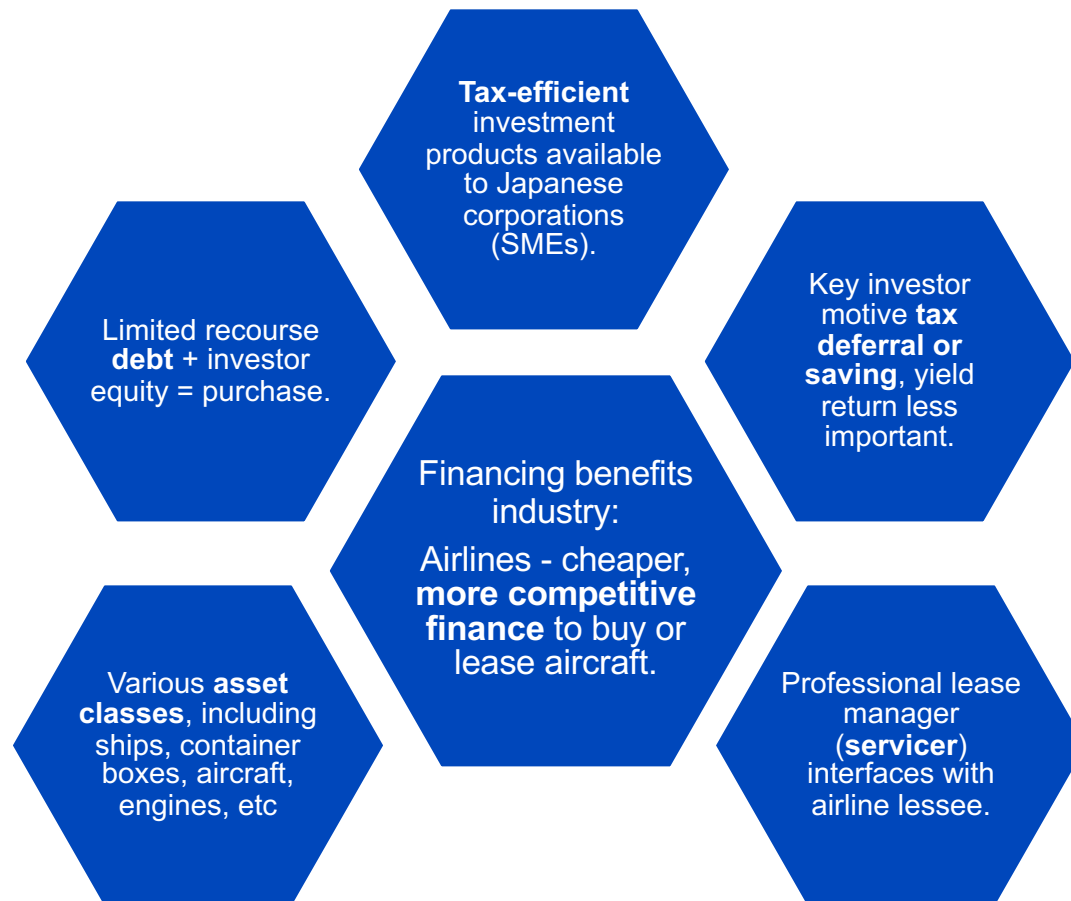 Tax-efficient
investment
products available
to Japanese
corporations
(SMEs).
Limited recourse
debt + investor
equity = purchase.
Key investor
motive tax
deferral or
saving, yield
return less
important.
Financing benefits
industry:
Airlines - cheaper,
more competitive
finance to buy or
lease aircraft.
Various asset
classes, including
ships, container
boxes, aircraft,
engines, etc
Professional lease
manager
(servicer)
interfaces with
airline lessee.